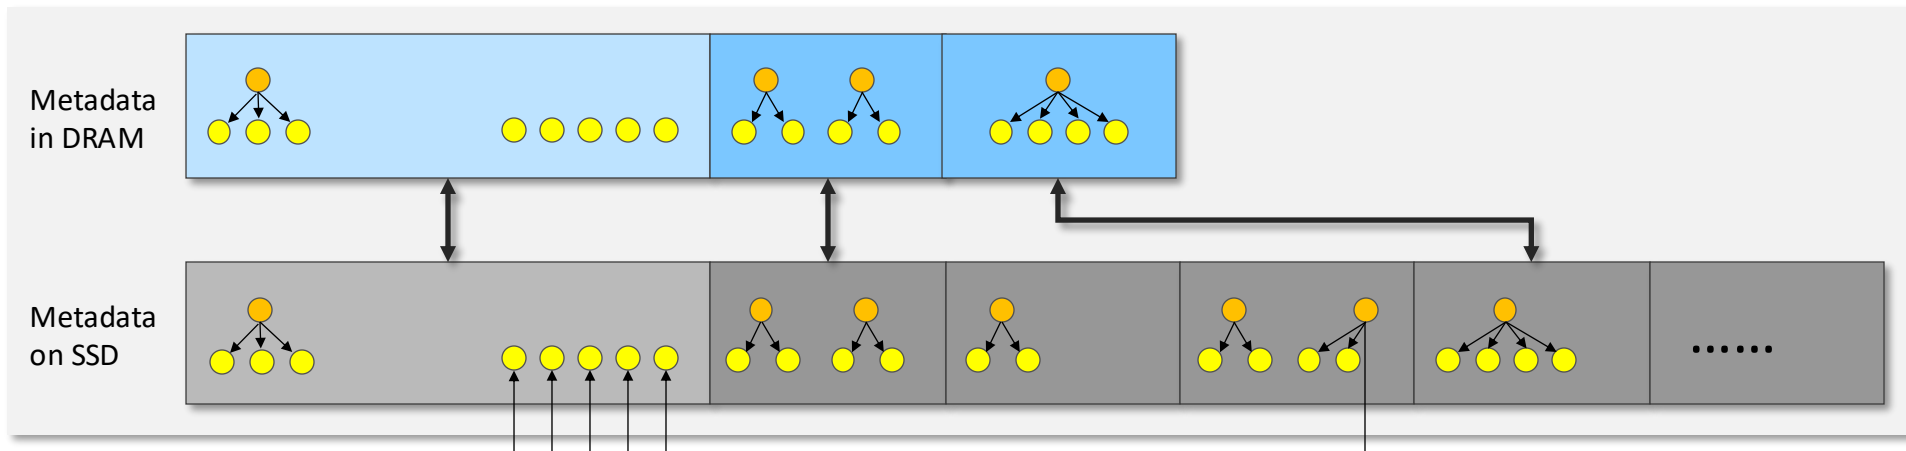 Metadata
in DRAM
Metadata
on SSD
......